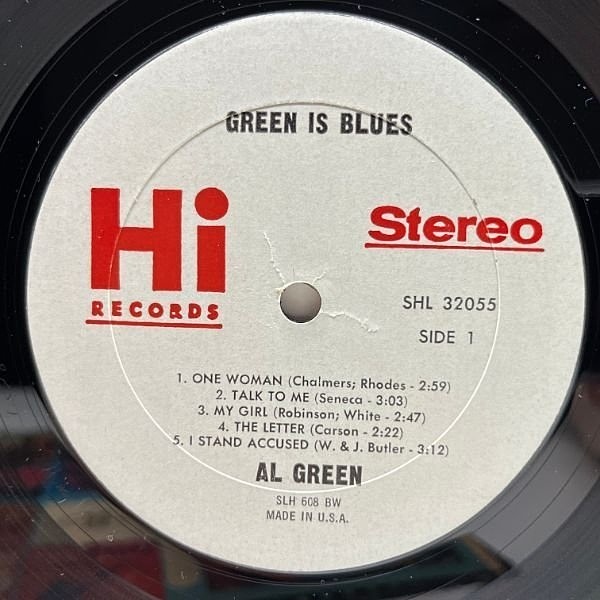 GREEN IS BLUES
Hi
RECORDS
Stereo
SHL 32055
SIDE 1
1. ONE WOMAN (Chalmers; Rhodes - 2:59)
2. TALK TO ME (Seneca - 3:03)
3. MY GIRL (Robinson; White - 2:47)
4. THE LETTER (Carson - 2:22)
5. I STAND ACCUSED (W. & J. Butler - 3:12)
AL GREEN
SLH 608 BW
MADE IN U.S.A.